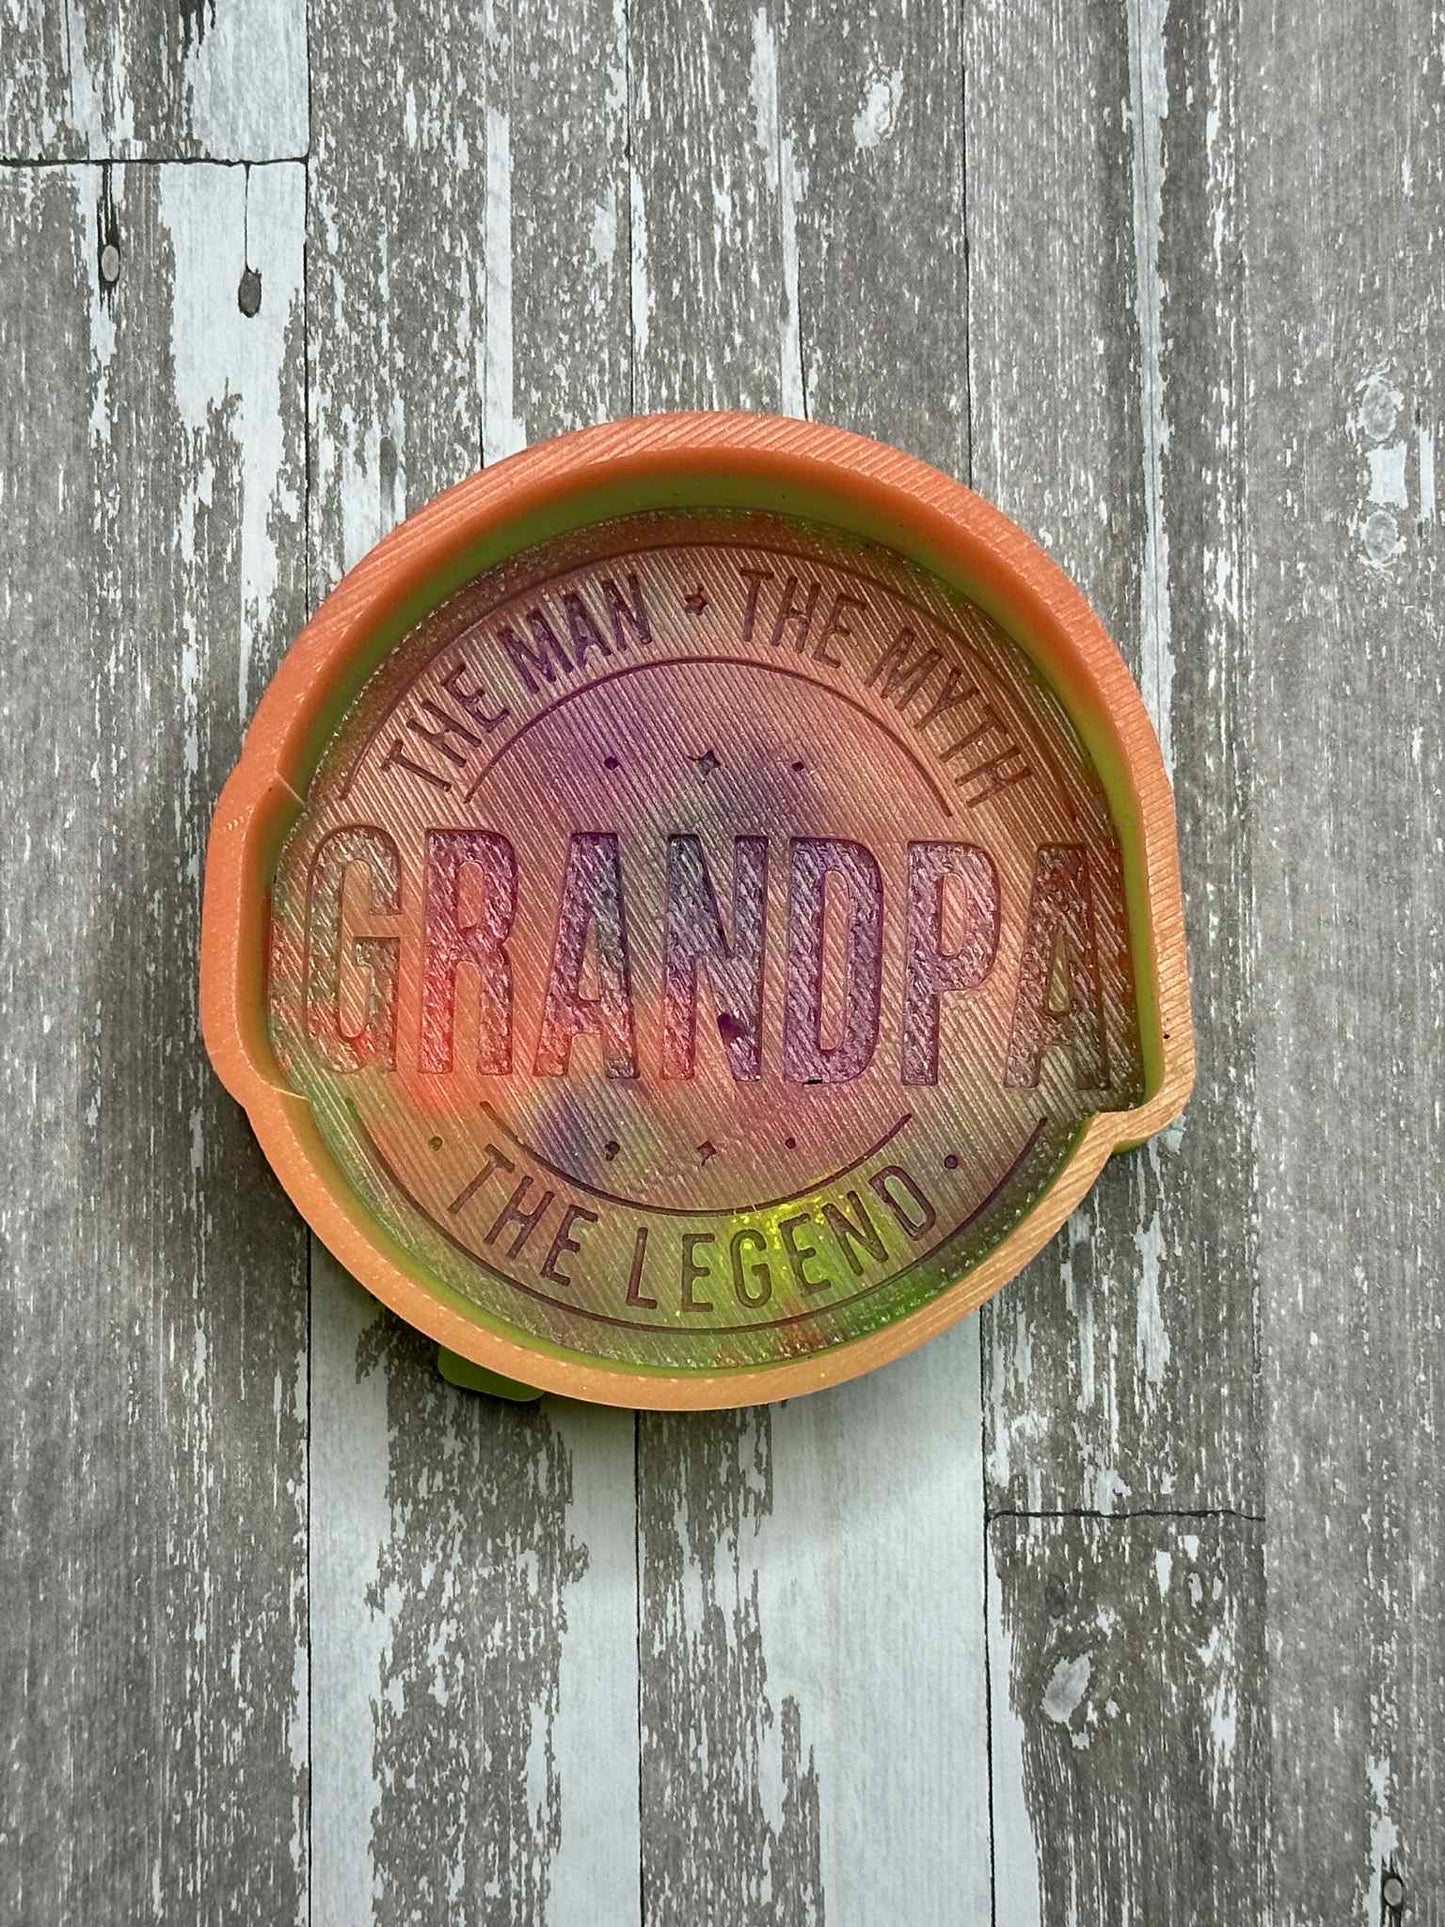 THE MAN • THE MYTH
GRANDPA
• THE LEGEND •